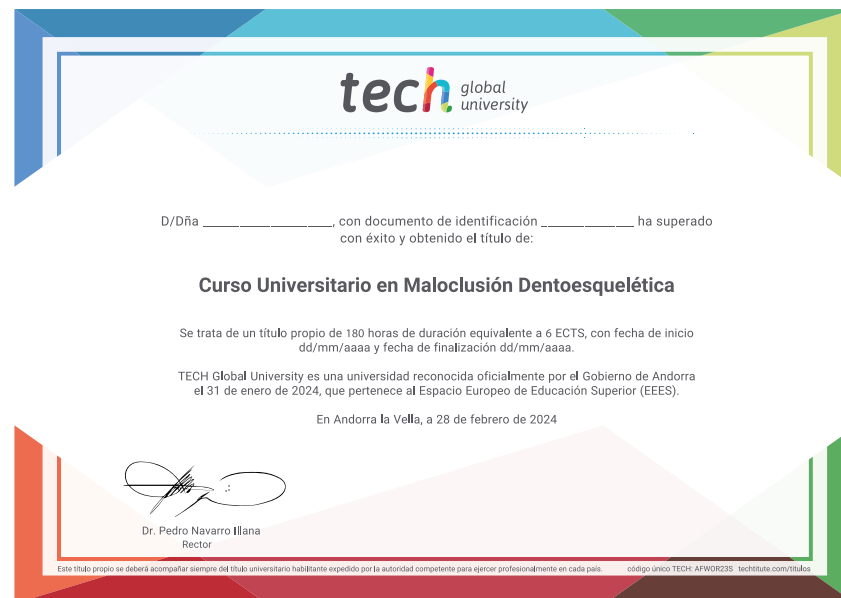 tech global
university
D/Dña ____________________, con documento de identificación ______________ ha superado
con éxito y obtenido el título de:
Curso Universitario en Maloclusión Dentoesquelética
Se trata de un título propio de 180 horas de duración equivalente a 6 ECTS, con fecha de inicio
dd/mm/aaaa y fecha de finalización dd/mm/aaaa.
TECH Global University es una universidad reconocida oficialmente por el Gobierno de Andorra
el 31 de enero de 2024, que pertenece al Espacio Europeo de Educación Superior (EEES).
En Andorra la Vella, a 28 de febrero de 2024
Dr. Pedro Navarro Illana
Rector
Este título propio se deberá acompañar siempre del título universitario habilitante expedido por la autoridad competente para ejercer profesionalmente en cada país. código único TECH: AFWOR23S techtitute.com/titulos